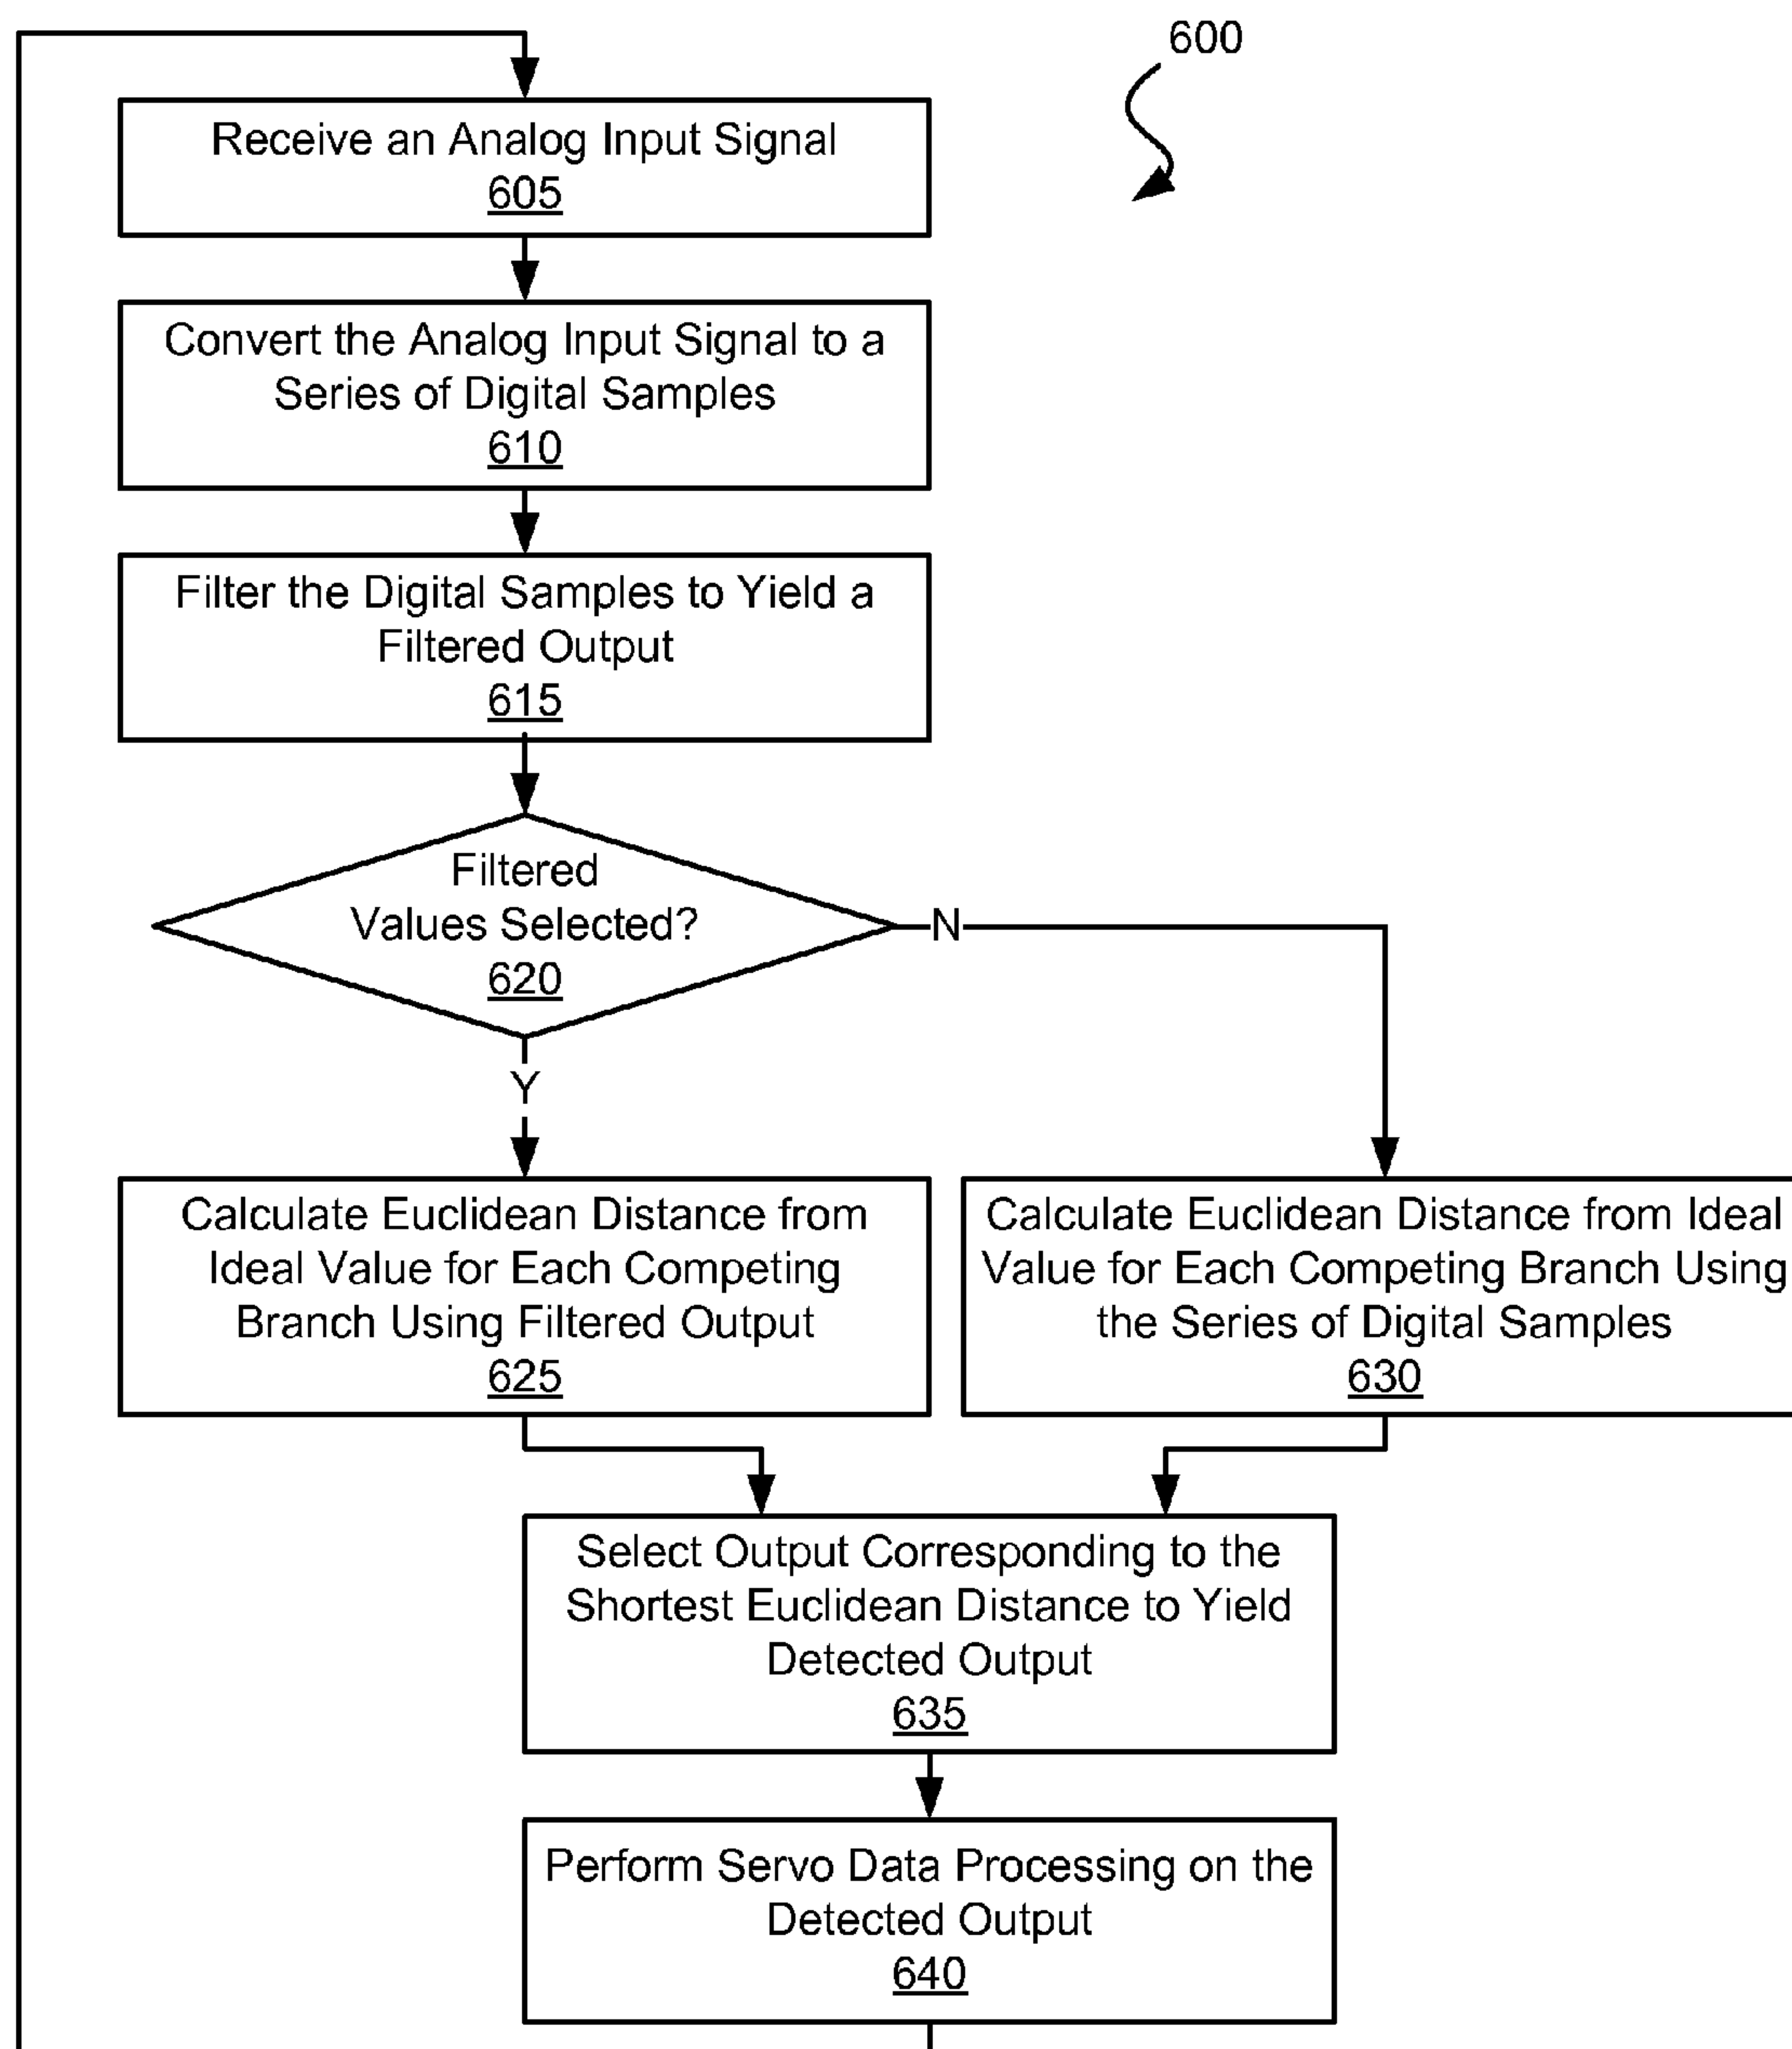 600
Receive an Analog Input Signal
605
Convert the Analog Input Signal to a
Series of Digital Samples
610
Filter the Digital Samples to Yield a
Filtered Output
615
Filtered
Values Selected?
620
N
Y
Calculate Euclidean Distance from
Ideal Value for Each Competing
Branch Using Filtered Output
625
Calculate Euclidean Distance from Ideal
Value for Each Competing Branch Using
the Series of Digital Samples
630
Select Output Corresponding to the
Shortest Euclidean Distance to Yield
Detected Output
635
Perform Servo Data Processing on the
Detected Output
640